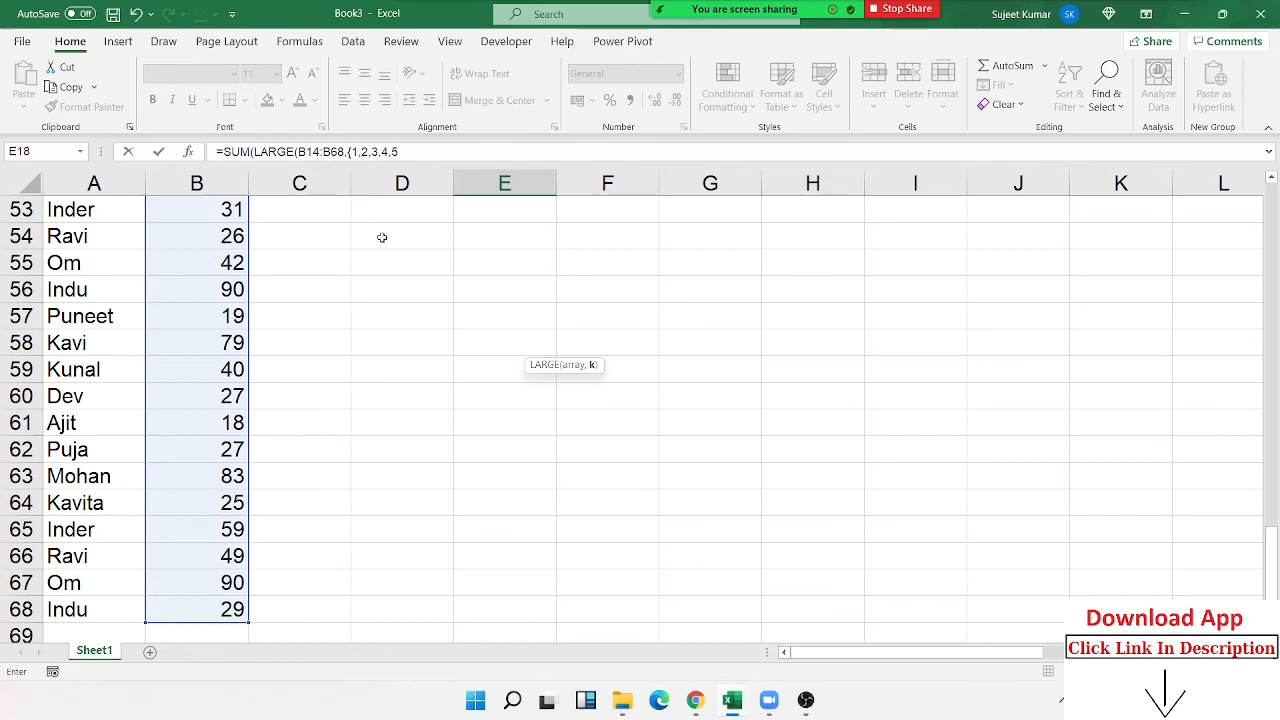 AutoSave Off
Book3 - Excel
Search
You are screen sharing
Stop Share
Sujeet Kumar
SK
File Home Insert Draw Page Layout Formulas Data Review View Developer Help Power Pivot
Share
Comments
Paste
Cut
Copy
Format Painter
Clipboard
11
Font
Wrap Text
Merge & Center
Alignment
General
Number
Conditional Formatting
Format as Table
Cell Styles
Styles
Insert
Delete
Format
Cells
AutoSum
Fill
Clear
Sort & Filter
Find & Select
Editing
Analyze Data
Analysis
Paste as Hyperlink
New Group
E18
=SUM(LARGE(B14:B68,{1,2,3,4,5
A B C D E F G H I J K L
53 Inder 31
54 Ravi 26
55 Om 42
56 Indu 90
57 Puneet 19
58 Kavi 79
59 Kunal 40
60 Dev 27
61 Ajit 18
62 Puja 27
63 Mohan 83
64 Kavita 25
65 Inder 59
66 Ravi 49
67 Om 90
68 Indu 29
69
LARGE(array, k)
Sheet1
Enter
Download App
Click Link In Description